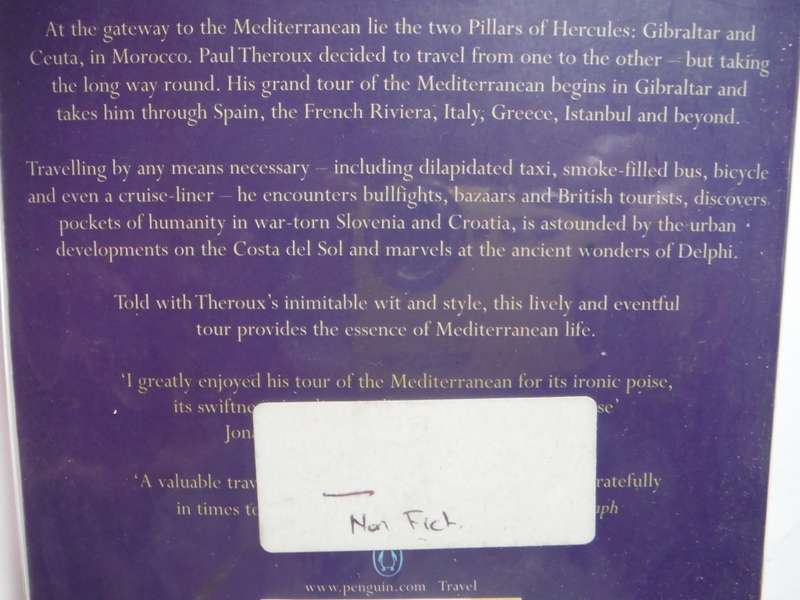 At the gateway to the Mediterranean lie the two Pillars of Hercules: Gibraltar and
Ceuta, in Morocco. Paul Theroux decided to travel from one to the other – but taking
the long way round. His grand tour of the Mediterranean begins in Gibraltar and
takes him through Spain, the French Riviera, Italy, Greece, Istanbul and beyond.
Travelling by any means necessary – including dilapidated taxi, smoke-filled bus, bicycle
and even a cruise-liner – he encounters bullfights, bazaars and British tourists, discovers
pockets of humanity in war-torn Slovenia and Croatia, is astounded by the urban
developments on the Costa del Sol and marvels at the ancient wonders of Delphi.
Told with Theroux's inimitable wit and style, this lively and eventful
tour provides the essence of Mediterranean life.
'I greatly enjoyed his tour of the Mediterranean for its ironic poise,
its
'A valuable
in times
Non Fict.
www.penguin.com Travel